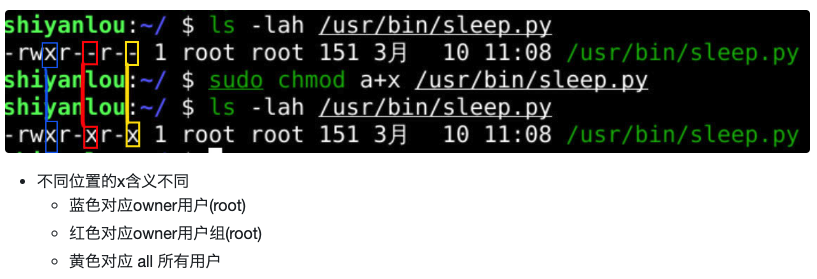 shiyanlou:~/ $ ls -lah /usr/bin/sleep.py
-rwxr--r-- 1 root root 151 3月 10 11:08 /usr/bin/sleep.py
shiyanlou:~/ $ sudo chmod a+x /usr/bin/sleep.py
shiyanlou:~/ $ ls -lah /usr/bin/sleep.py
-rwxr-xr-x 1 root root 151 3月 10 11:08 /usr/bin/sleep.py
• 不同位置的x含义不同
◦ 蓝色对应owner用户(root)
◦ 红色对应owner用户组(root)
◦ 黄色对应 all 所有用户